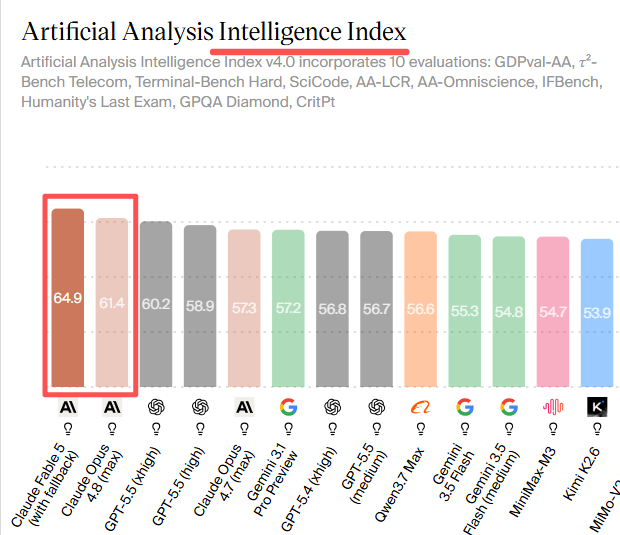 Artificial Analysis Intelligence Index
Artificial Analysis Intelligence Index v4.0 incorporates 10 evaluations: GDPval-AA, τ²-
Bench Telecom, Terminal-Bench Hard, SciCode, AA-LCR, AA-Omniscience, IFBench,
Humanity's Last Exam, GPQA Diamond, CritPt
64.9
61.4
60.2
58.9
57.3
57.2
56.8
56.7
56.6
55.3
54.8
54.7
53.9
Claude Fable 5
(with fallback)
Claude Opus
4.8 (max)
GPT-5.5 (xhigh)
GPT-5.5 (high)
Claude Opus
4.7 (max)
Gemini 3.1
Pro Preview
GPT-5.4 (xhigh)
GPT-5.5
(medium)
Qwen3.7 Max
Gemini
3.5 Flash
Gemini 3.5
Flash (medium)
MiniMax-M3
Kimi K2.6